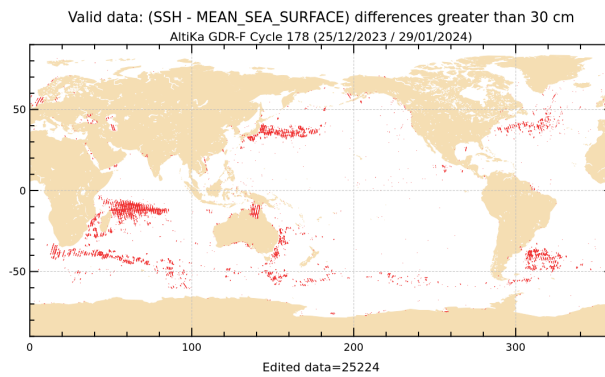 Valid data: (SSH - MEAN_SEA_SURFACE) differences greater than 30 cm
AltiKa GDR-F Cycle 178 (25/12/2023 / 29/01/2024)
50
0
-50
0 100 200 300
Edited data=25224